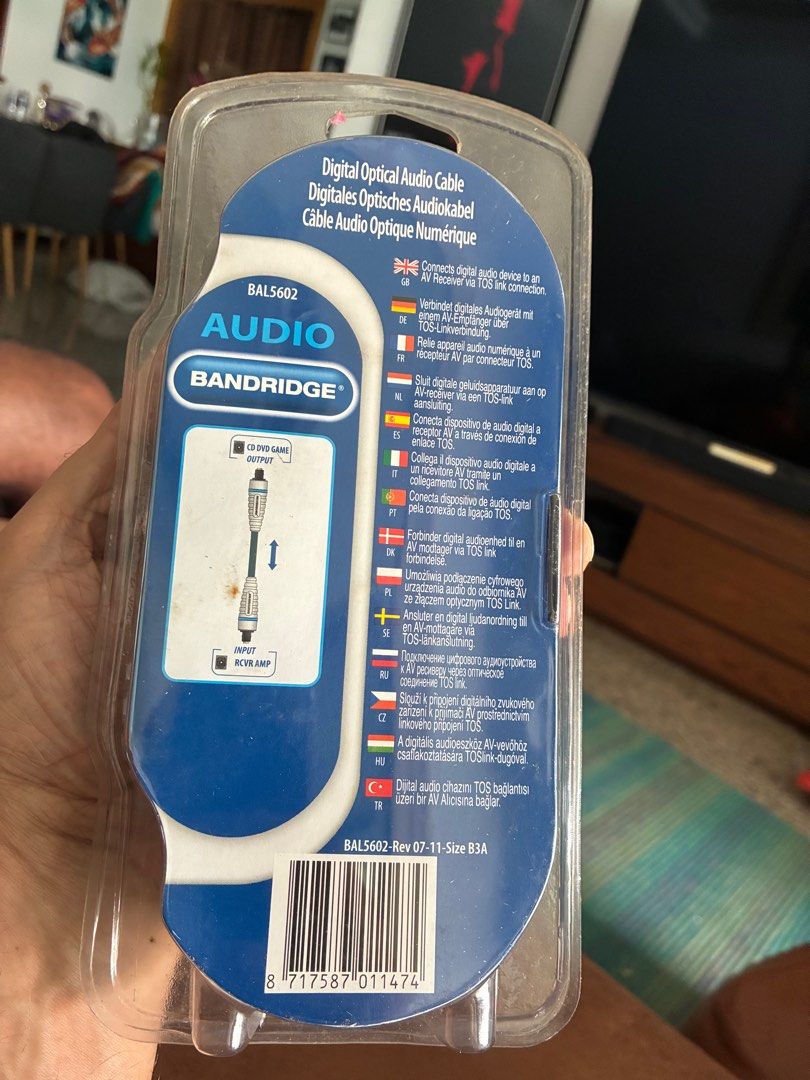 Digital Optical Audio Cable
Digitales Optisches Audiokabel
Câble Audio Optique Numérique
BAL5602
AUDIO
BANDRIDGE®
CD DVD GAME
OUTPUT
INPUT
RCVR AMP
GB
Connects digital audio device to an
AV Receiver via TOS link connection.
DE
Verbindet digitales Audiogerät mit
einem AV-Empfänger über
TOS-Linkverbindung.
FR
Relie appareil audio numérique à un
récepteur AV par connecteur TOS.
NL
Sluit digitale geluidsapparatuur aan op
AV-receiver via een TOS-link
aansluiting.
ES
Conecta dispositivo de audio digital a
receptor AV a través de conexión de
enlace TOS.
IT
Collega il dispositivo audio digitale a
un ricevitore AV tramite un
collegamento TOS link.
PT
Conecta dispositivo de áudio digital
pela conexão da ligação TOS.
DK
Forbinder digital audioenhed til en
AV modtager via TOS link
forbindelse.
PL
Umożliwia podłączenie cyfrowego
urządzenia audio do odbiornika AV
ze złączem optycznym TOS Link.
SE
Ansluter en digital ljudanordning till
en AV-mottagare via
TOS-länkanslutning.
RU
Подключение цифрового аудиоустройства
к AV ресиверу через оптическое
соединение TOS link.
CZ
Slouží k připojení digitálního zvukového
zařízení k přijímači AV prostrednictvim
linkového připojení TOS.
HU
A digitális audioeszköz AV-vevőhöz
csatlakoztatására TOSlink-dugóval.
TR
Dijital audio cihazını TOS bağlantısı
üzeri bir AV Alıcısına bağlar.
BAL5602-Rev 07-11-Size B3A
8 717587 011474